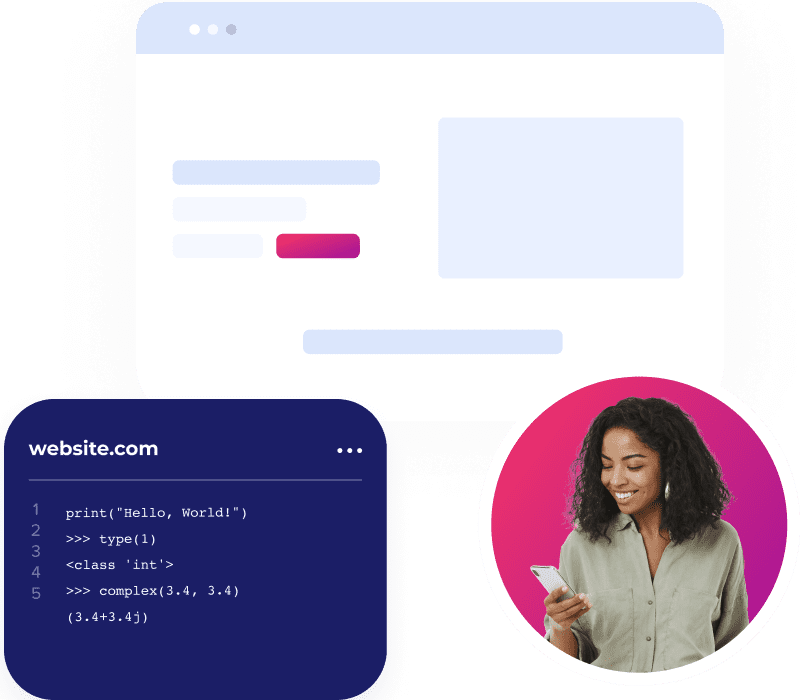 website.com
1
2
3
4
5
print("Hello, World!")
>>> type(1)
<class 'int'>
>>> complex(3.4, 3.4)
(3.4+3.4j)